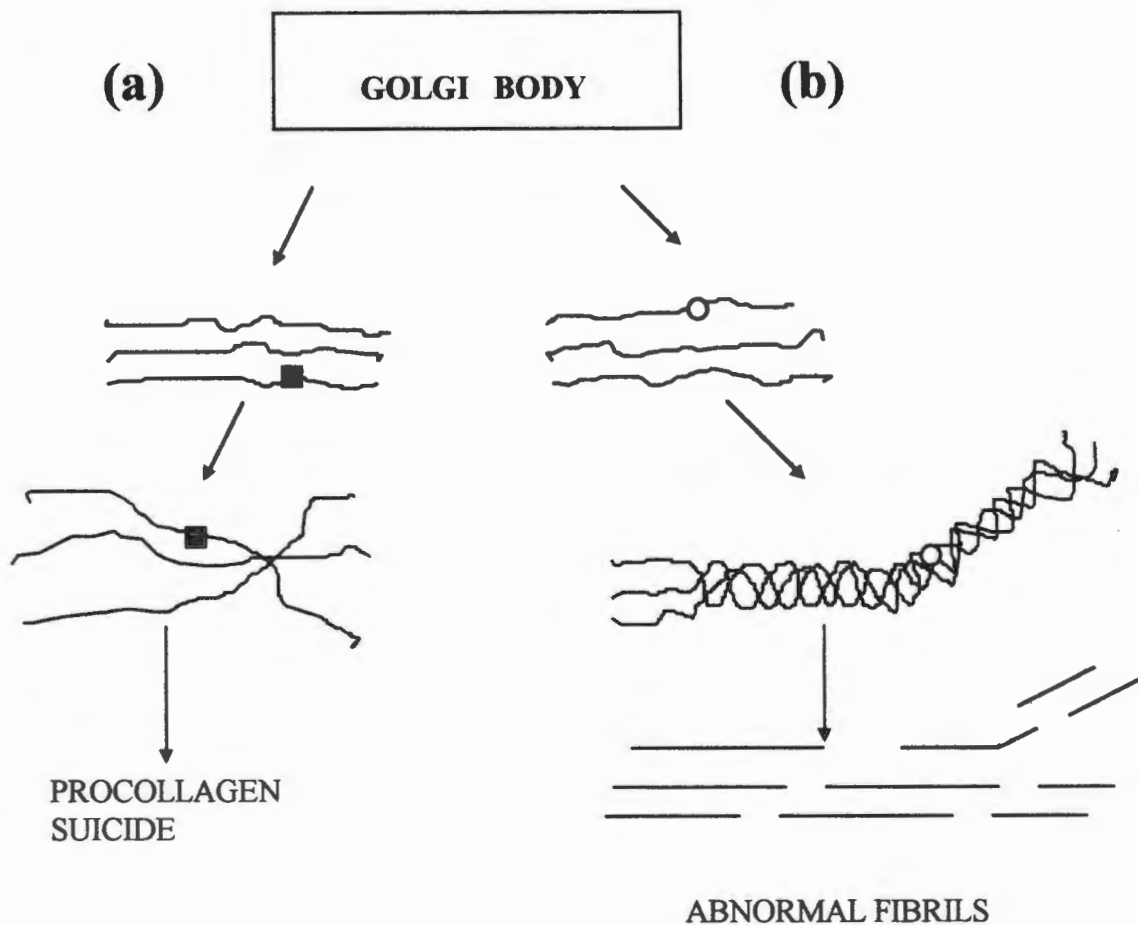 (a)
GOLGI BODY
(b)
PROCOLLAGEN
SUICIDE
ABNORMAL FIBRILS